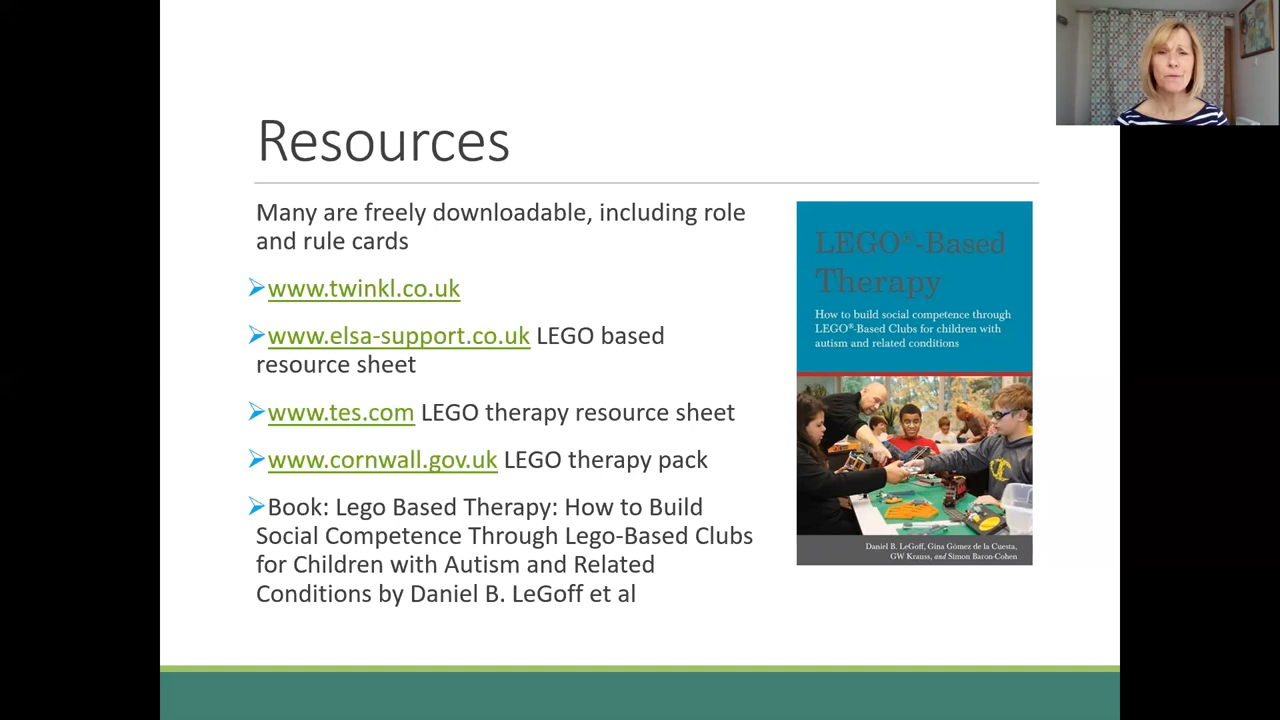 Resources
Many are freely downloadable, including role
and rule cards
www.twinkl.co.uk
www.elsa-support.co.uk LEGO based
resource sheet
www.tes.com LEGO therapy resource sheet
www.cornwall.gov.uk LEGO therapy pack
Book: Lego Based Therapy: How to Build
Social Competence Through Lego-Based Clubs
for Children with Autism and Related
Conditions by Daniel B. LeGoff et al
LEGO®-Based
Therapy
How to build social competence through
LEGO®-Based Clubs for children with
autism and related conditions
Daniel B. LeGoff, Gina Gómez de la Cuesta,
GW Krauss, and Simon Baron-Cohen